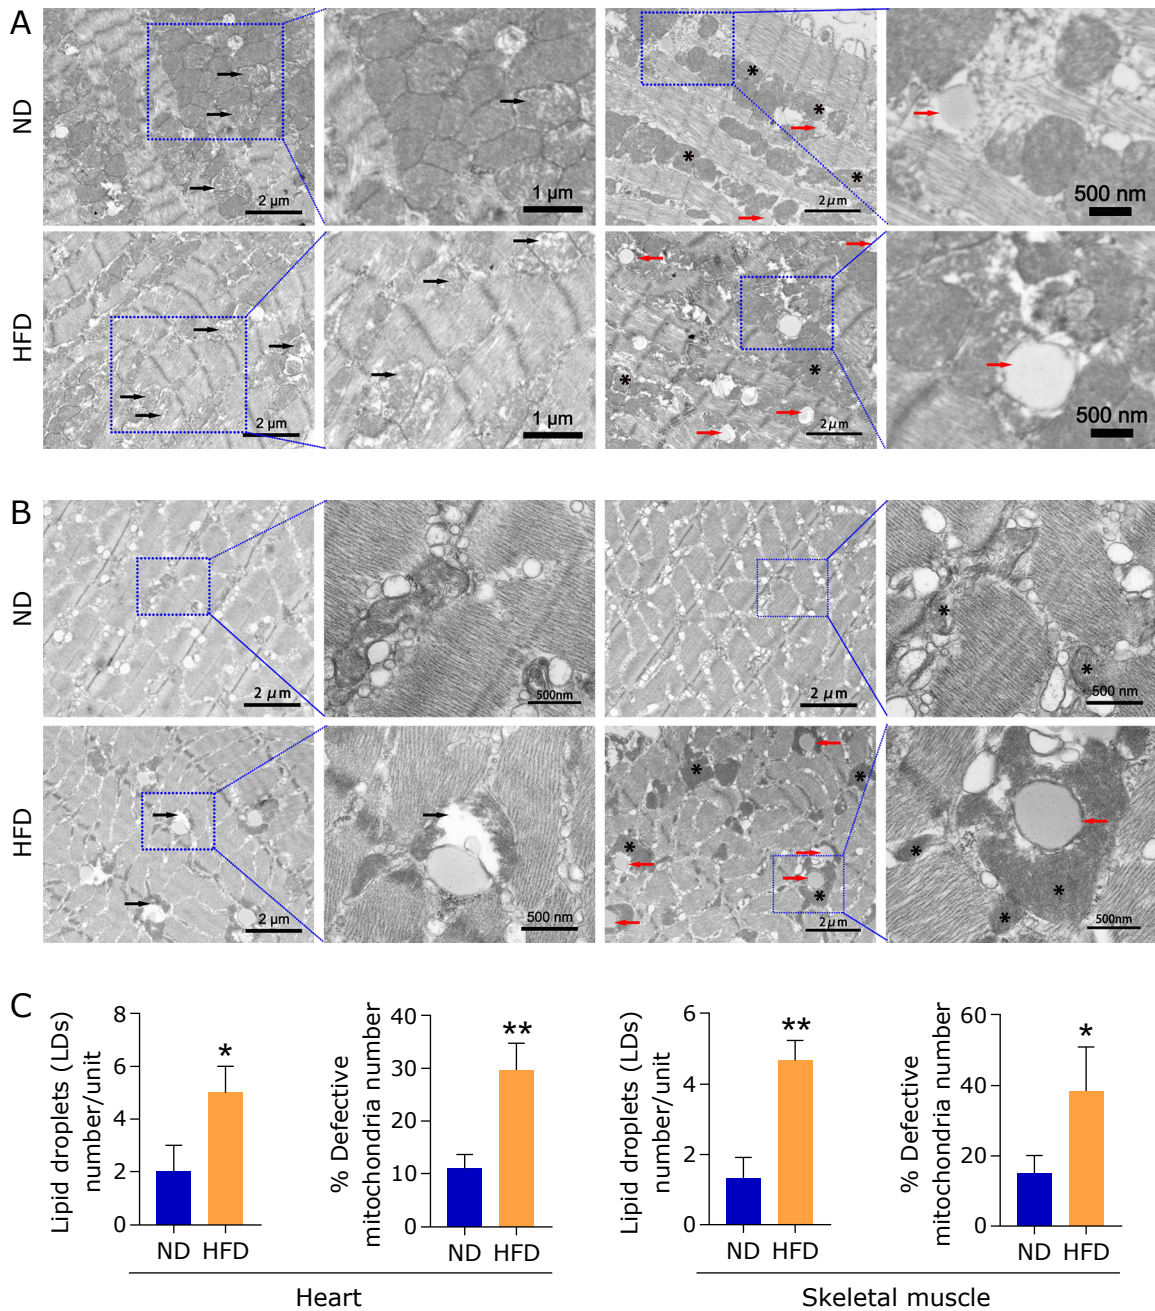 A
ND
2 μm
1 μm
*
*
*
*
2 μm
500 nm
HFD
2 μm
1 μm
*
*
2 μm
500 nm
B
ND
2 μm
500nm
2 μm
*
*
500 nm
HFD
2 μm
500 nm
*
*
*
*
2 μm
*
*
*
500nm
C
Lipid droplets (LDs)
number/unit
8
6
4
2
0
*
ND HFD
% Defective
mitochondria number
40
30
20
10
0
**
ND HFD
Heart
Lipid droplets (LDs)
number/unit
6
4
2
0
**
ND HFD
% Defective
mitochondria number
60
40
20
0
*
ND HFD
Skeletal muscle